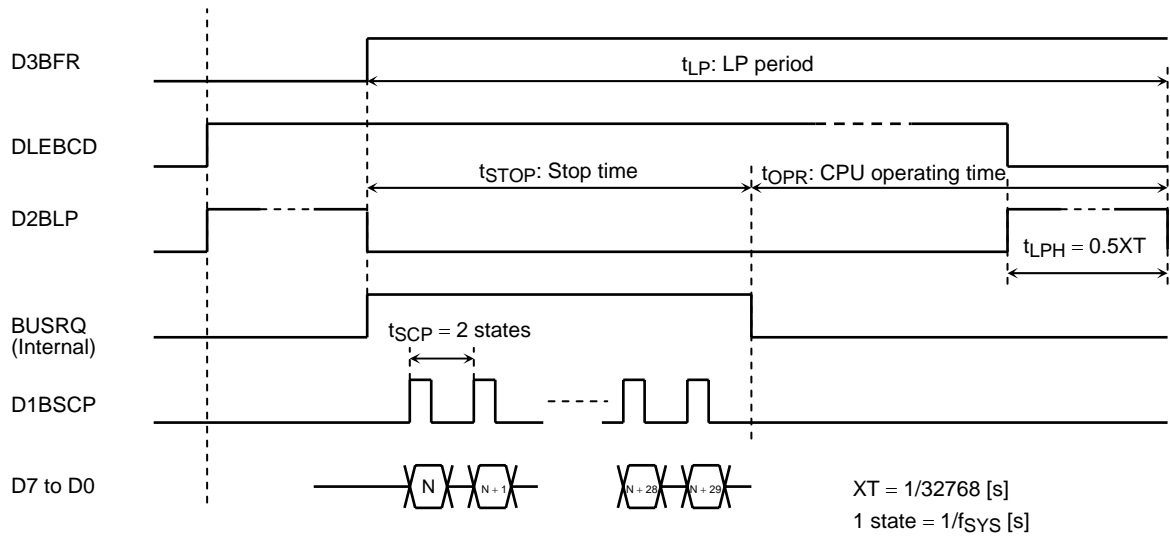 D3BFR
tLP: LP period
DLEBCD
tSTOP: Stop time
tOPR: CPU operating time
D2BLP
tLPH = 0.5XT
BUSRQ
(Internal)
tSCP = 2 states
D1BSCP
D7 to D0
N
N + 1
N + 28
N + 29
XT = 1/32768 [s]
1 state = 1/fSYS [s]